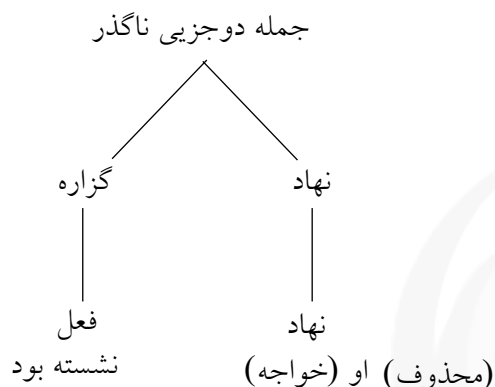 جمله دوجزیی ناگذر
نهاد
گزاره
نهاد
(محذوف) او (خواجه)
فعل
نشسته بود